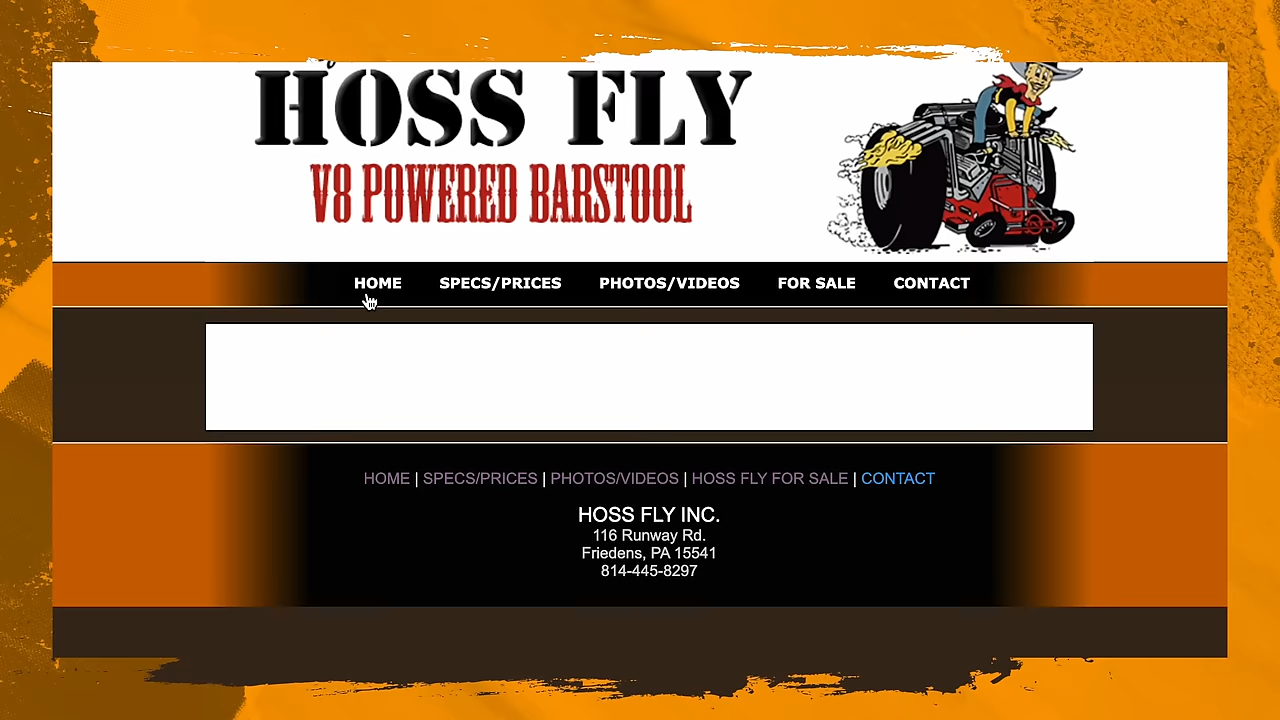 HOSS FLY
V8 POWERED BARSTOOL
HOME SPECS/PRICES PHOTOS/VIDEOS FOR SALE CONTACT
HOME | SPECS/PRICES | PHOTOS/VIDEOS | HOSS FLY FOR SALE | CONTACT
HOSS FLY INC.
116 Runway Rd.
Friedens, PA 15541
814-445-8297